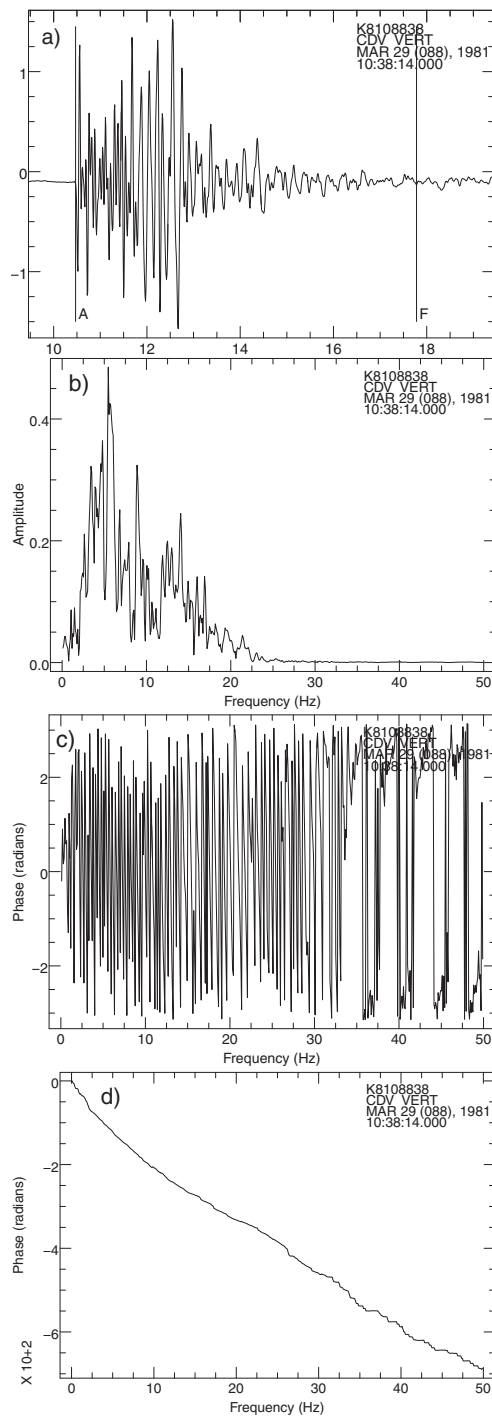 a)
K8108838
CDV VERT
MAR 29 (088), 1981
10:38:14.000
1
0
−1
A
F
10 12 14 16 18
b)
K8108838
CDV VERT
MAR 29 (088), 1981
10:38:14.000
0.4
0.2
0.0
Amplitude
0 10 20 30 40 50
Frequency (Hz)
c)
K8108838
CDV VERT
MAR 29 (088), 1981
10:38:14.000
2
0
−2
Phase (radians)
0 10 20 30 40 50
Frequency (Hz)
d)
K8108838
CDV VERT
MAR 29 (088), 1981
10:38:14.000
0
−2
−4
−6
Phase (radians)
X 10+2
0 10 20 30 40 50
Frequency (Hz)